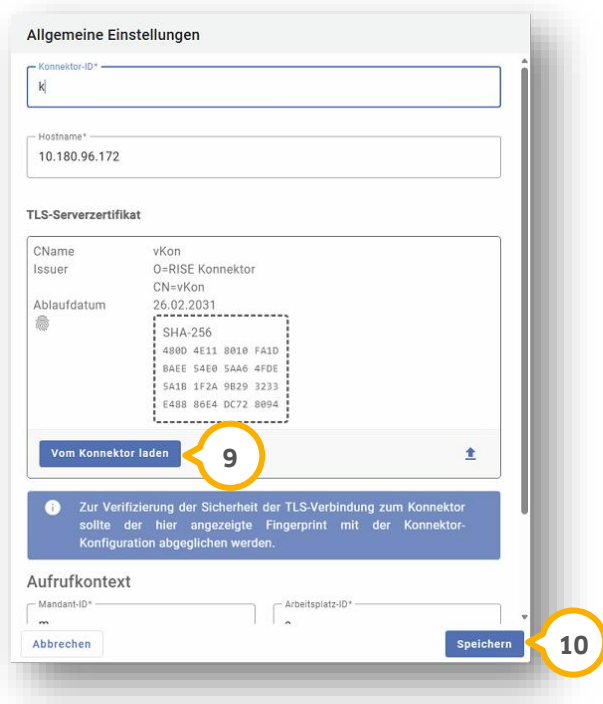 Allgemeine Einstellungen
Konnektor-ID*
k
Hostname*
10.180.96.172
TLS-Serverzertifikat
CName vKon
Issuer O=RISE Konnektor
CN=vKon
Ablaufdatum 26.02.2031
SHA-256
480D 4E11 8010 FA1D
BAEE 54E0 5AA6 4FDE
5A1B 1F2A 9B29 3233
E488 86E4 DC72 8094
Vom Konnektor laden
9
Zur Verifizierung der Sicherheit der TLS-Verbindung zum Konnektor
sollte der hier angezeigte Fingerprint mit der Konnektor-
Konfiguration abgeglichen werden.
Aufrufkontext
Mandant-ID* Arbeitsplatz-ID*
Abbrechen Speichern
10